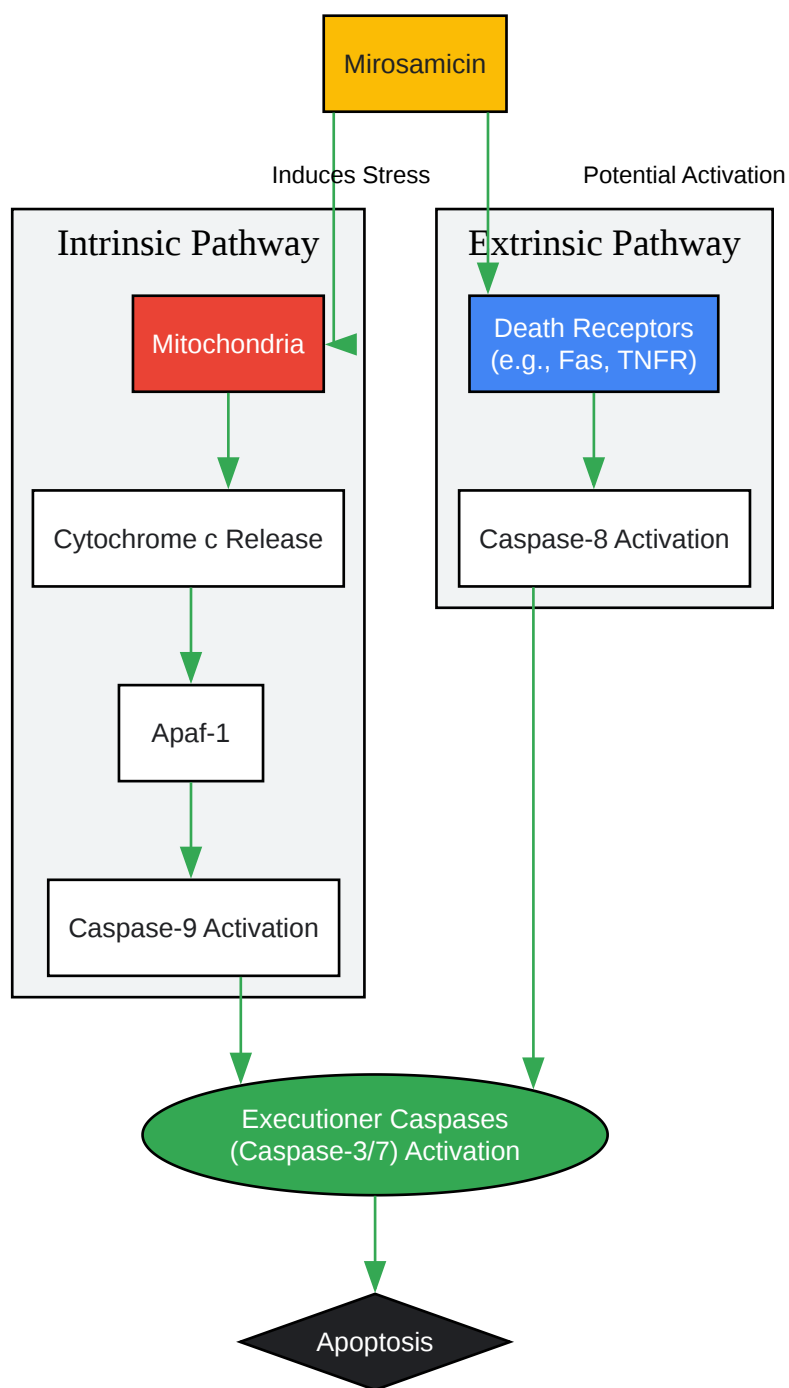 Mirosamicin
Induces Stress
Potential Activation
Intrinsic Pathway
Extrinsic Pathway
Mitochondria
Death Receptors
(e.g., Fas, TNFR)
Cytochrome c Release
Caspase-8 Activation
Apaf-1
Caspase-9 Activation
Executioner Caspases
(Caspase-3/7) Activation
Apoptosis